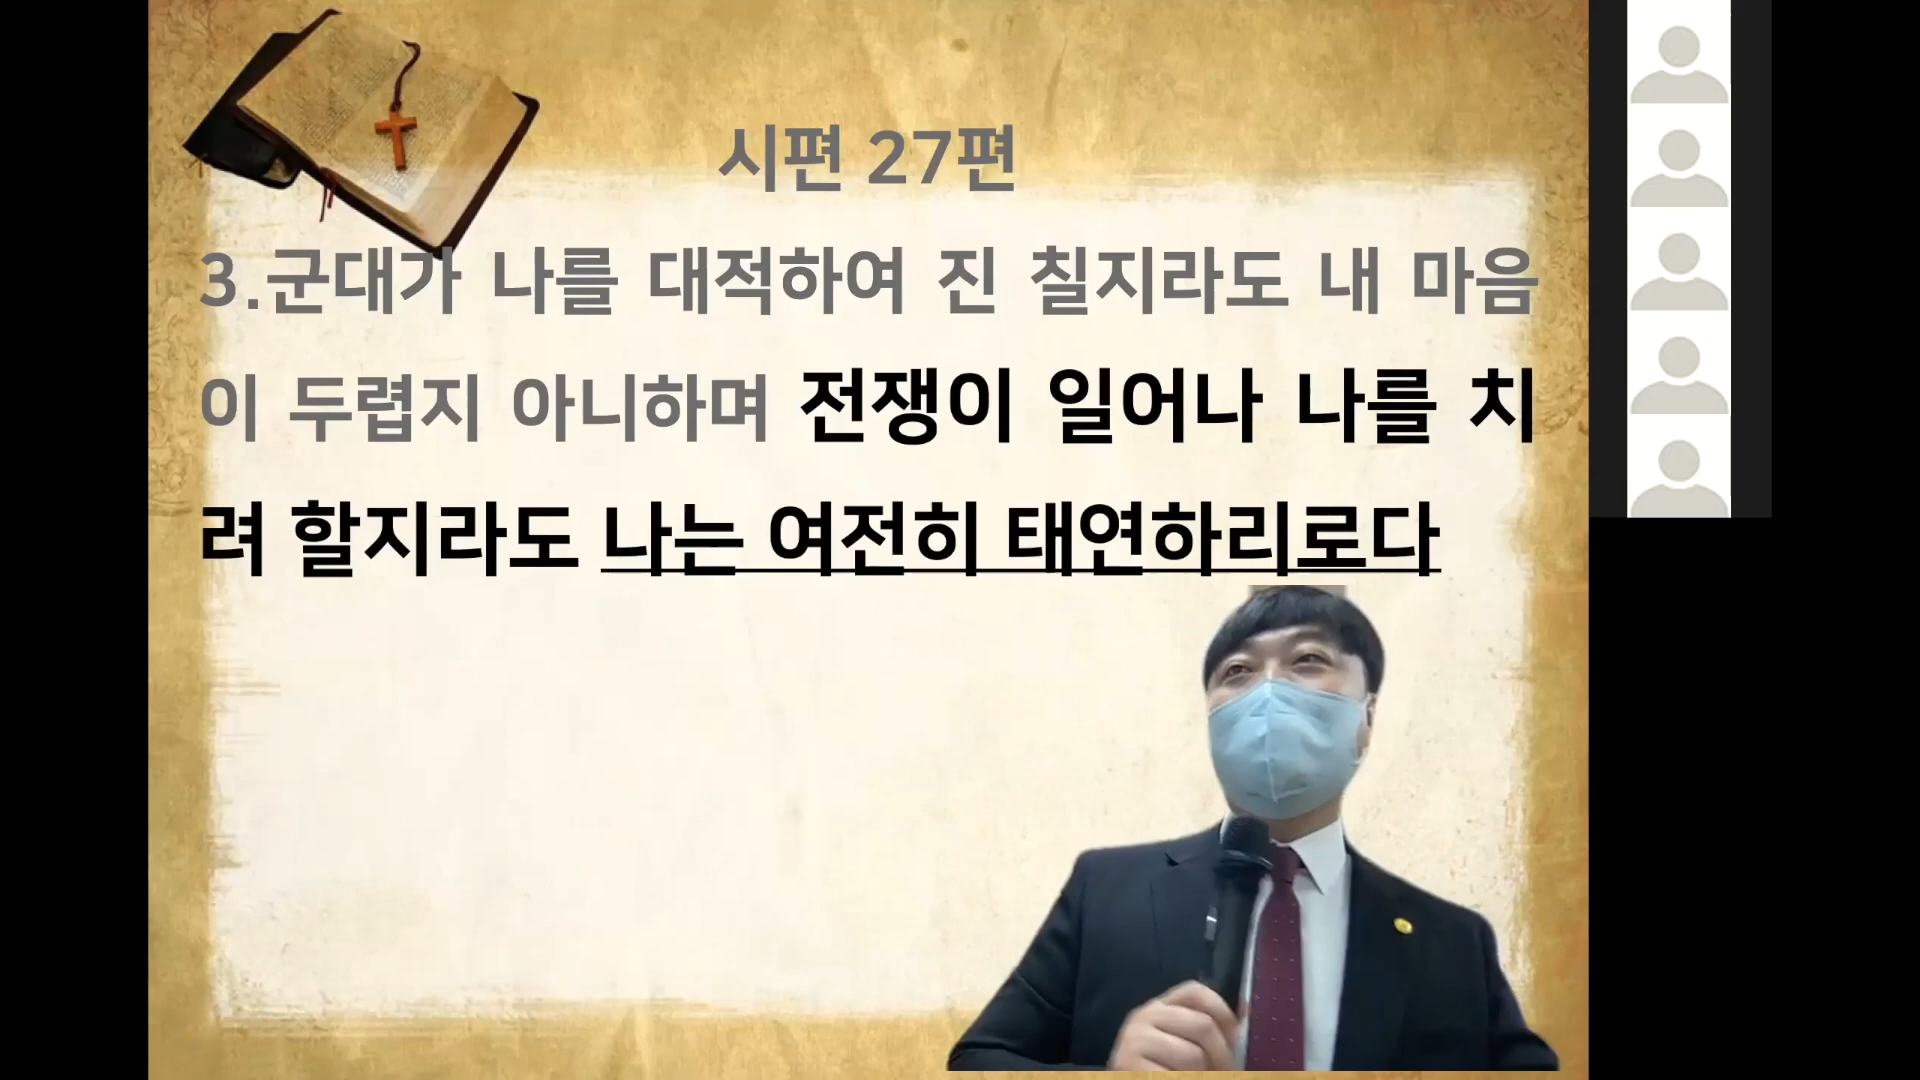 시편 27편
3.군대가 나를 대적하여 진 칠지라도 내 마음
이 두렵지 아니하며 전쟁이 일어나 나를 치
려 할지라도 나는 여전히 태연하리로다